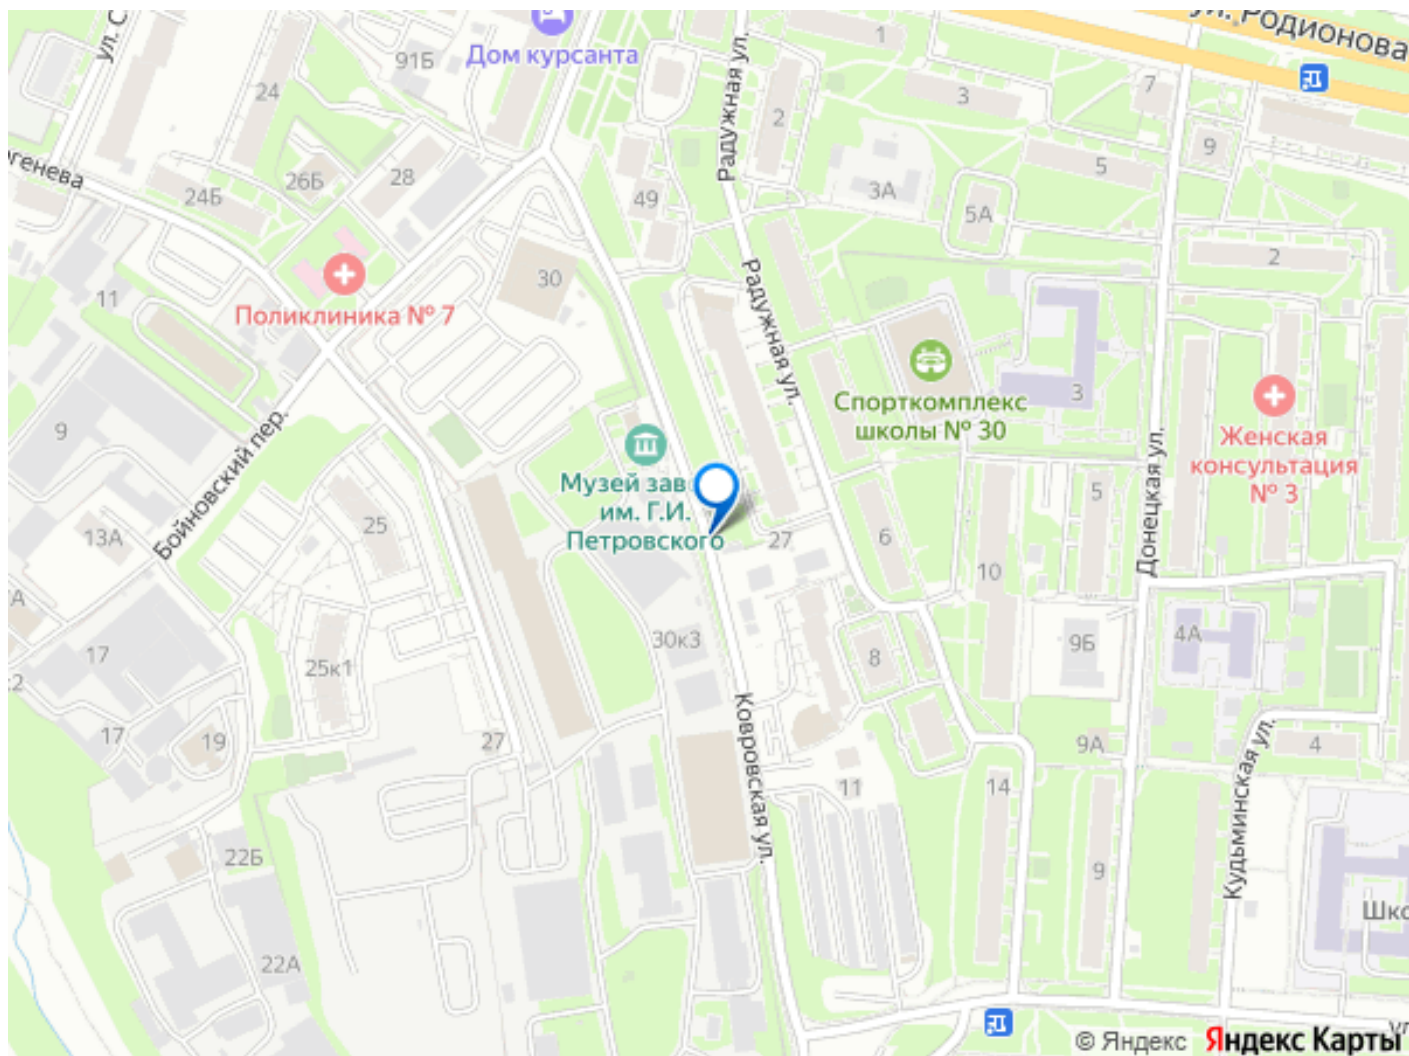 ул. Родионова
ул. С
Дом курсанта
91Б
1
Радужная ул.
24
3
7
2
9
5
ргенева
26Б
28
24Б
49
3А
5А
30
2
11
Поликлиника № 7
Радужная ул.
3
Спорткомплекс
школы № 30
Женская
консультация
№ 3
9
Бойновский пер.
Музей зав
им. Г.И.
Петровского
Донецкая ул.
5
25
13А
27
6
10
А
17
25к1
30к3
8
9Б
4А
к2
17
19
27
Ковровская ул.
9А
4
Кудьминская ул.
14
11
22Б
9
22А
Шко
ул
© Яндекс Яндекс Карты